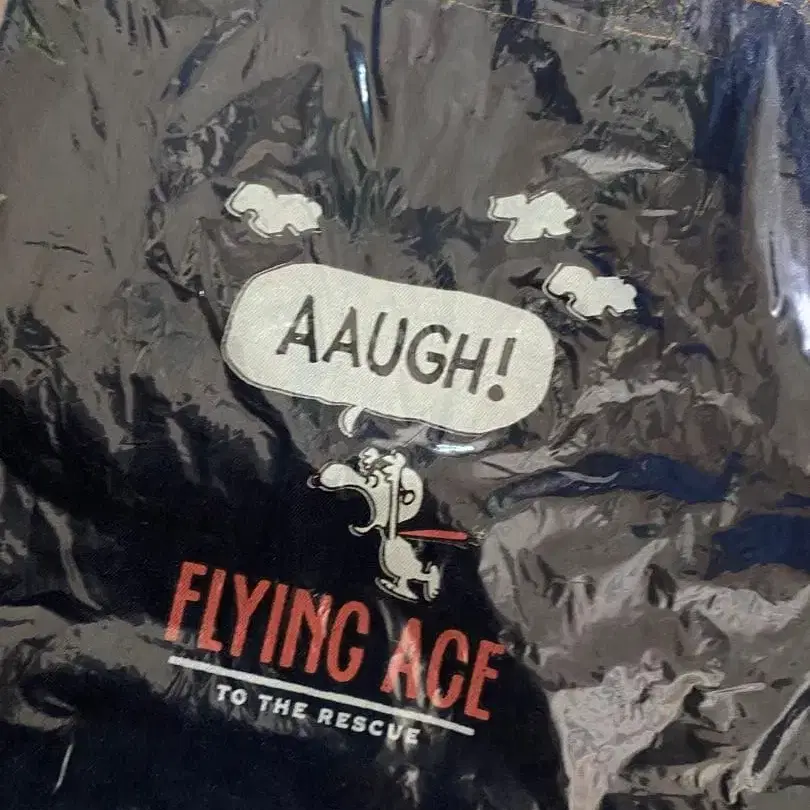 AAUGH!
FLYING ACE
TO THE RESCUE